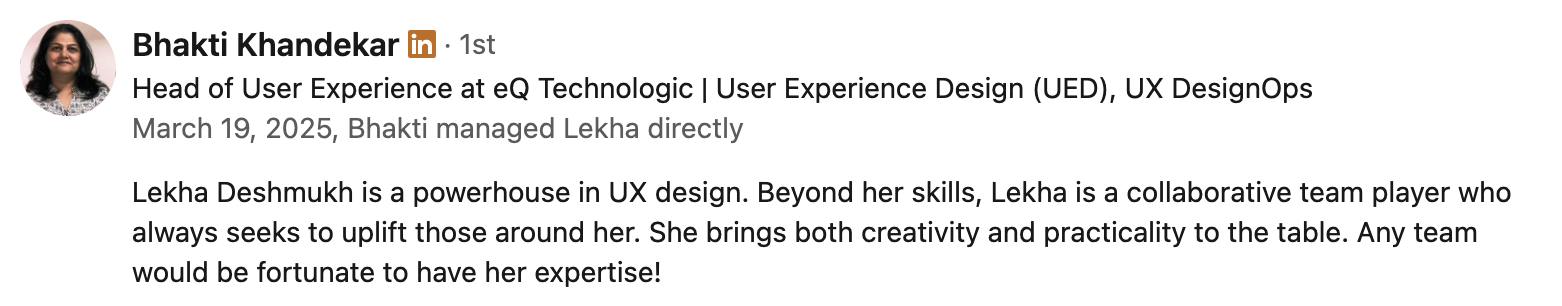 Bhakti Khandekar in · 1st
Head of User Experience at eQ Technologic | User Experience Design (UED), UX DesignOps
March 19, 2025, Bhakti managed Lekha directly
Lekha Deshmukh is a powerhouse in UX design. Beyond her skills, Lekha is a collaborative team player who
always seeks to uplift those around her. She brings both creativity and practicality to the table. Any team
would be fortunate to have her expertise!